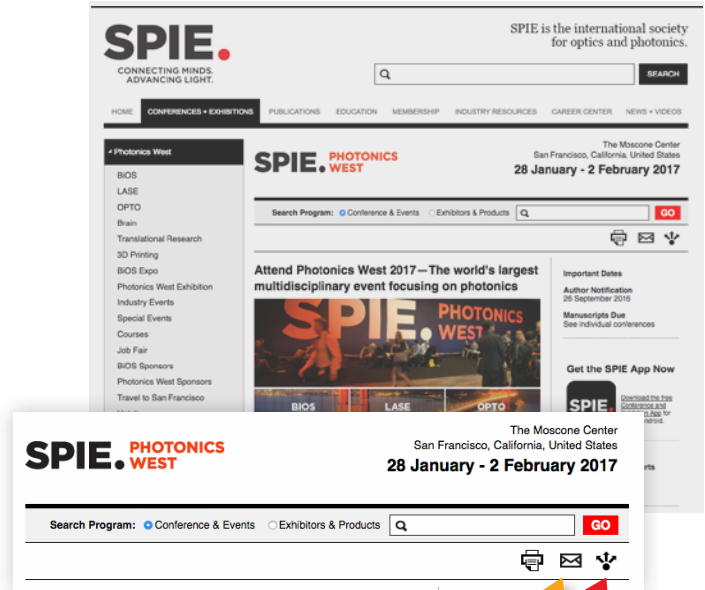 SPIE.
CONNECTING MINDS.
ADVANCING LIGHT.
SPIE is the international society
for optics and photonics.
SEARCH
HOME CONFERENCES + EXHIBITIONS PUBLICATIONS EDUCATION MEMBERSHIP INDUSTRY RESOURCES CAREER CENTER NEWS + VIDEOS
Photonics West
BiOS
LASE
OPTO
Brain
Translational Research
3D Printing
BiOS Expo
Photonics West Exhibition
Industry Events
Special Events
Courses
Job Fair
BiOS Sponsors
Photonics West Sponsors
Travel to San Francisco
SPIE. PHOTONICS
WEST
The Moscone Center
San Francisco, California, United States
28 January - 2 February 2017
Search Program: Conference & Events Exhibitors & Products GO
Attend Photonics West 2017—The world's largest
multidisciplinary event focusing on photonics
SPIE. PHOTONICS
WEST
BIOS LASE OPTO
Important Dates
Author Notification
26 September 2016
Manuscripts Due
See individual conferences
Get the SPIE App Now
SPIE.
Download the free
Conference and
App for
SPIE. PHOTONICS
WEST
The Moscone Center
San Francisco, California, United States
28 January - 2 February 2017
Search Program: Conference & Events Exhibitors & Products GO